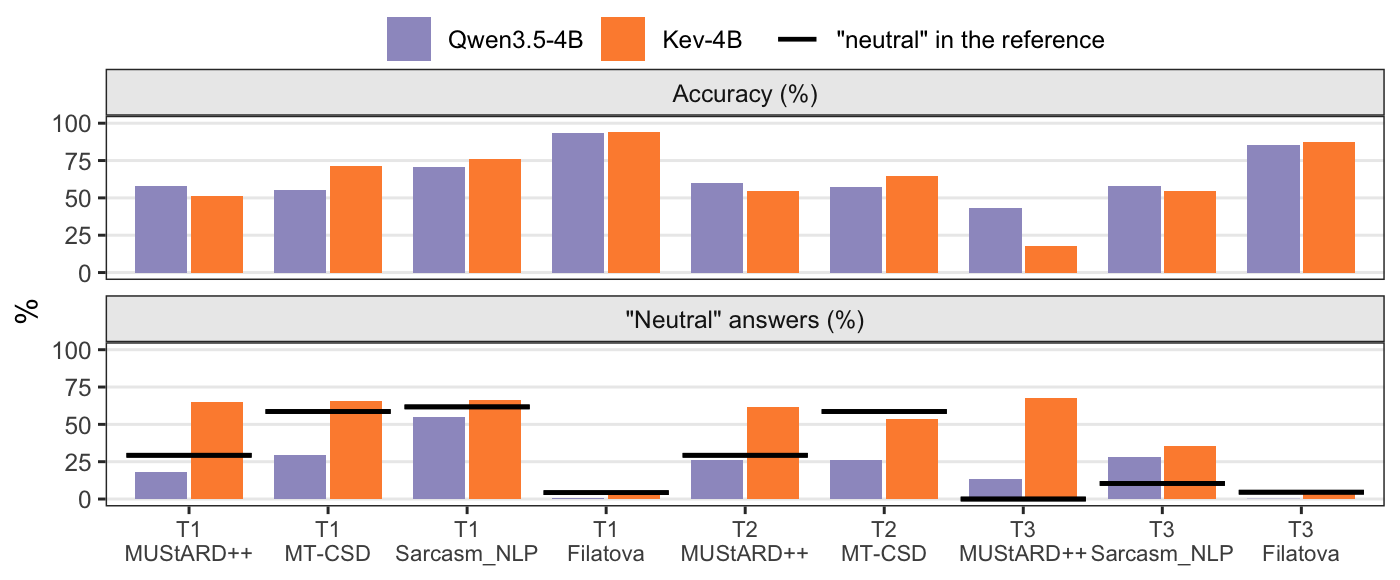 Qwen3.5-4B Kev-4B "neutral" in the reference
Accuracy (%)
100
75
50
25
0
%
"Neutral" answers (%)
100
75
50
25
0
T1 T1 T1 T1 T2 T2 T3 T3 T3
MUStARD++ MT-CSD Sarcasm_NLP Filatova MUStARD++ MT-CSD MUStARD++ Sarcasm_NLP Filatova